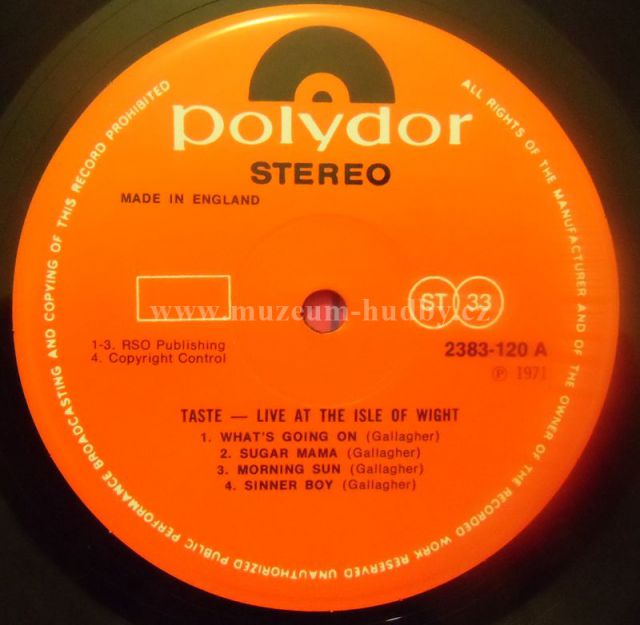 polydor
STEREO
MADE IN ENGLAND
ST 33
www.muzeum-hudby.cz
1-3. RSO Publishing
4. Copyright Control
2383-120 A
℗ 1971
TASTE — LIVE AT THE ISLE OF WIGHT
1. WHAT'S GOING ON (Gallagher)
2. SUGAR MAMA (Gallagher)
3. MORNING SUN (Gallagher)
4. SINNER BOY (Gallagher)
ALL RIGHTS OF THE MANUFACTURER AND OF THE OWNER OF THE RECORDED WORK RESERVED UNAUTHORIZED PUBLIC PERFORMANCE BROADCASTING AND COPYING OF THIS RECORD PROHIBITED